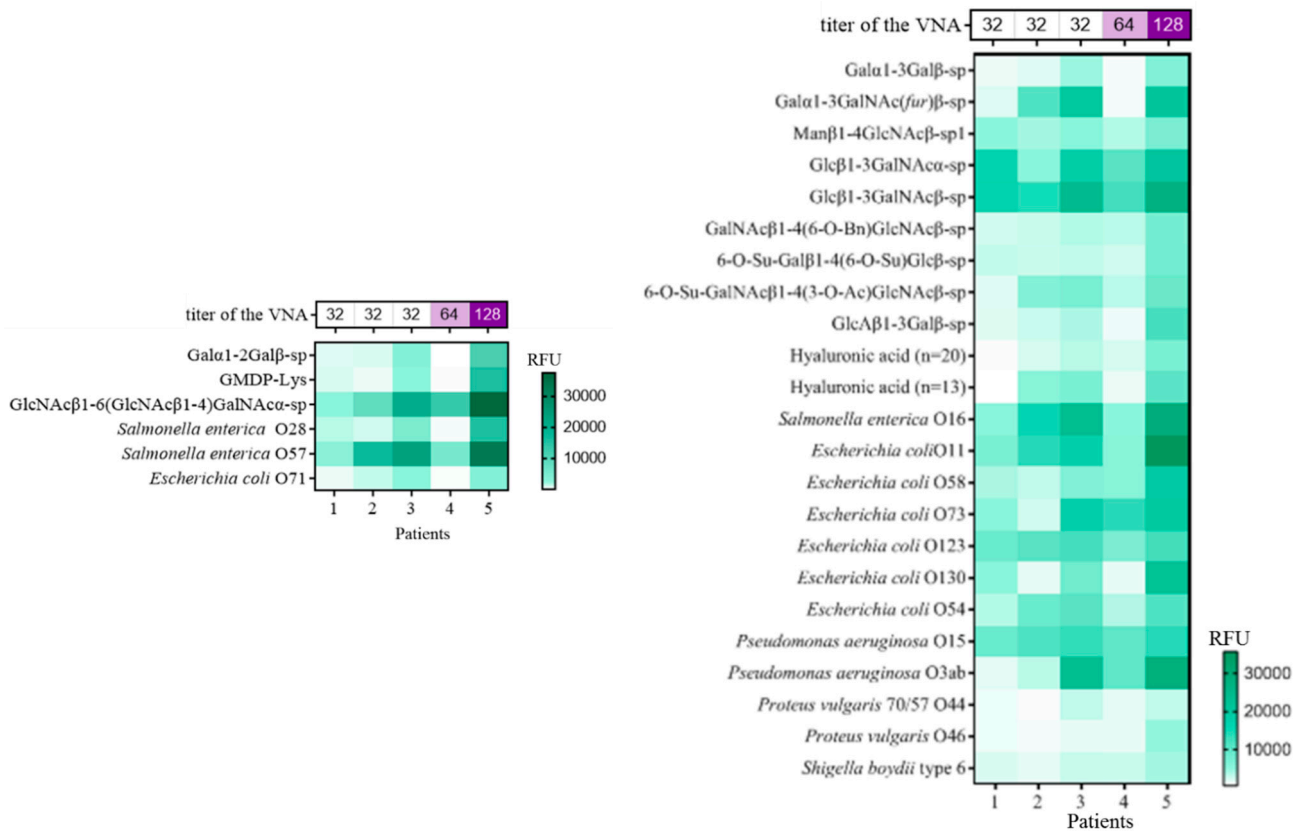 titer of the VNA 32 32 32 64 128
Galα1-2Galβ-sp
GMDP-Lys
GlcNAcβ1-6(GlcNAcβ1-4)GalNAcα-sp
Salmonella enterica O28
Salmonella enterica O57
Escherichia coli O71
1 2 3 4 5
Patients
RFU
30000
20000
10000
titer of the VNA 32 32 32 64 128
Galα1-3Galβ-sp
Galα1-3GalNAc(fur)β-sp
Manβ1-4GlcNAcβ-sp1
Glcβ1-3GalNAcα-sp
Glcβ1-3GalNAcβ-sp
GalNAcβ1-4(6-O-Bn)GlcNAcβ-sp
6-O-Su-Galβ1-4(6-O-Su)Glcβ-sp
6-O-Su-GalNAcβ1-4(3-O-Ac)GlcNAcβ-sp
GlcAβ1-3Galβ-sp
Hyaluronic acid (n=20)
Hyaluronic acid (n=13)
Salmonella enterica O16
Escherichia coliO11
Escherichia coli O58
Escherichia coli O73
Escherichia coli O123
Escherichia coli O130
Escherichia coli O54
Pseudomonas aeruginosa O15
Pseudomonas aeruginosa O3ab
Proteus vulgaris 70/57 O44
Proteus vulgaris O46
Shigella boydii type 6
1 2 3 4 5
Patients
RFU
30000
20000
10000